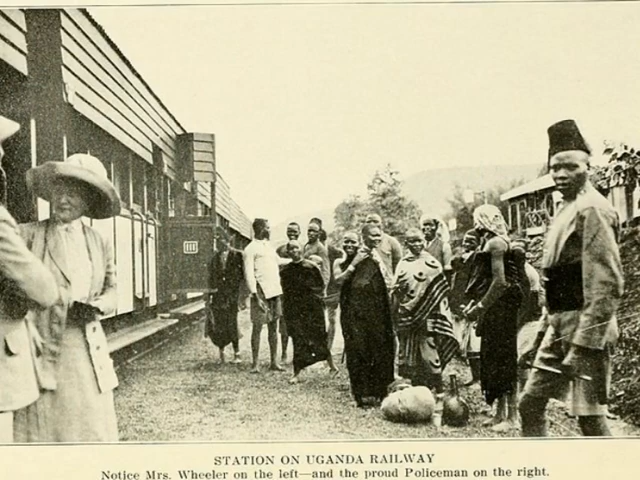 STATION ON UGANDA RAILWAY
Notice Mrs. Wheeler on the left—and the proud Policeman on the right.